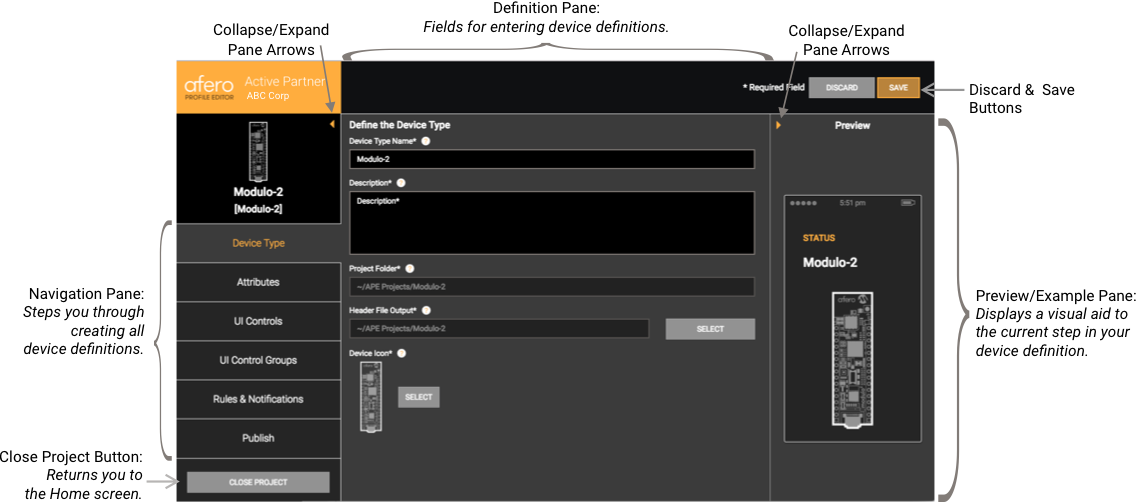 Definition Pane:
Fields for entering device definitions.
Collapse/Expand
Pane Arrows
Collapse/Expand
Pane Arrows
afero
PROFILE EDITOR
Active Partner
ABC Corp
* Required Field
DISCARD
SAVE
Discard & Save
Buttons
Modulo-2
[Modulo-2]
Device Type
Attributes
UI Controls
UI Control Groups
Rules & Notifications
Publish
CLOSE PROJECT
Navigation Pane:
Steps you through
creating all
device definitions.
Close Project Button:
Returns you to
the Home screen.
Define the Device Type
Device Type Name*
Modulo-2
Description*
Description*
Project Folder*
~/APE Projects/Modulo-2
Header File Output*
~/APE Projects/Modulo-2
SELECT
Device Icon*
SELECT
Preview
5:51 pm
STATUS
Modulo-2
afero
Preview/Example Pane:
Displays a visual aid to
the current step in your
device definition.